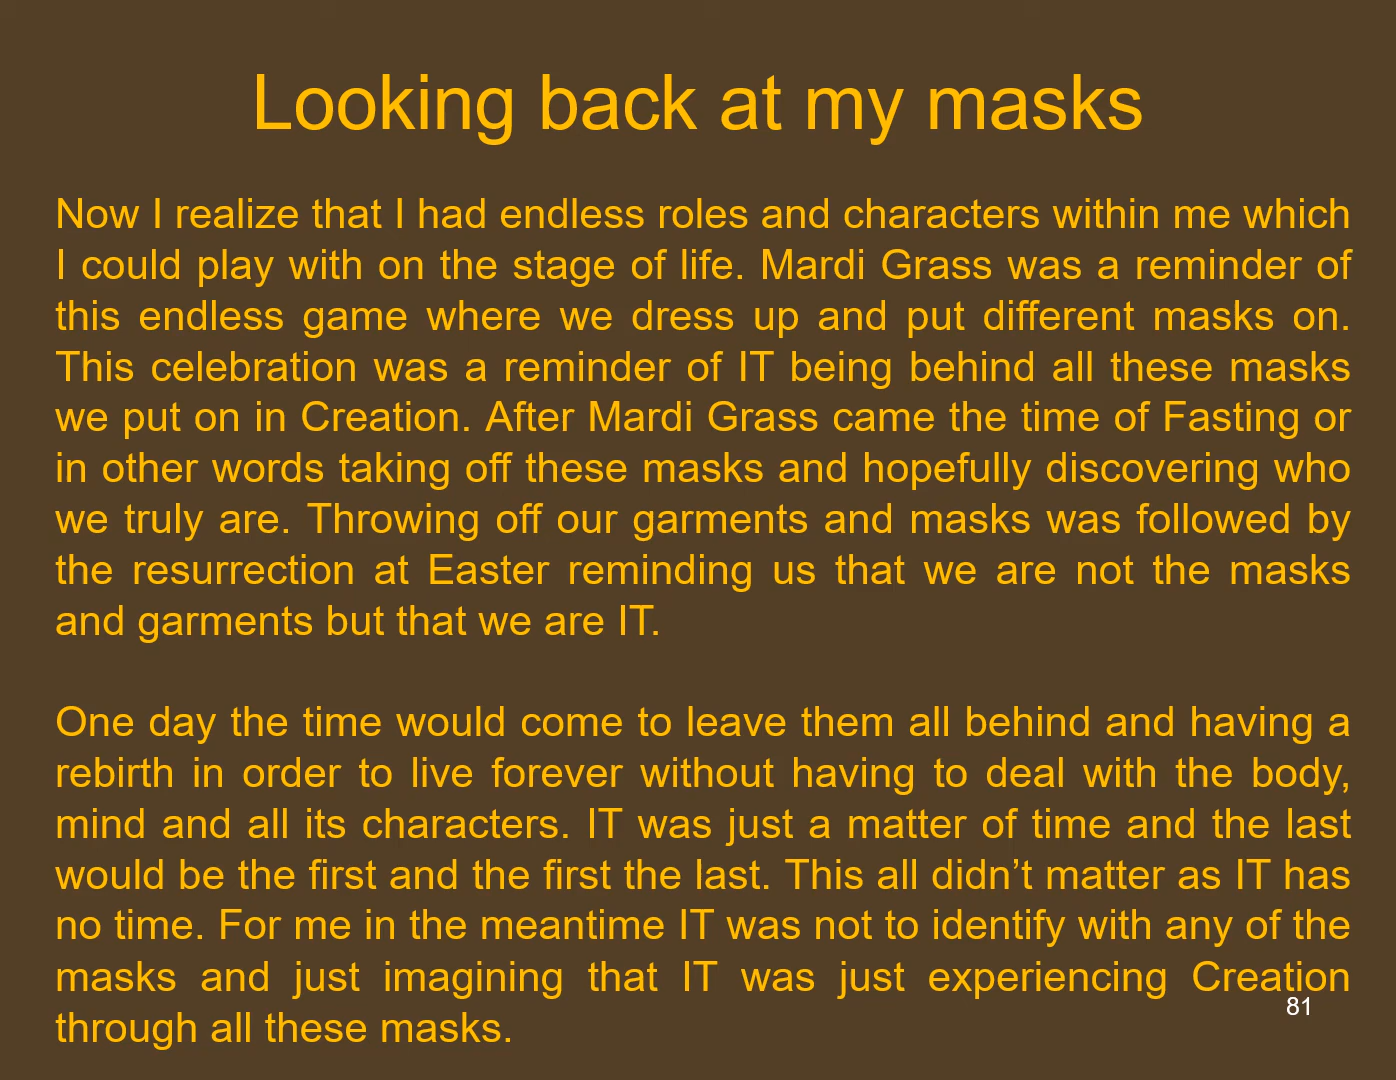 Looking back at my masks
Now I realize that I had endless roles and characters within me which
I could play with on the stage of life. Mardi Grass was a reminder of
this endless game where we dress up and put different masks on.
This celebration was a reminder of IT being behind all these masks
we put on in Creation. After Mardi Grass came the time of Fasting or
in other words taking off these masks and hopefully discovering who
we truly are. Throwing off our garments and masks was followed by
the resurrection at Easter reminding us that we are not the masks
and garments but that we are IT.
One day the time would come to leave them all behind and having a
rebirth in order to live forever without having to deal with the body,
mind and all its characters. IT was just a matter of time and the last
would be the first and the first the last. This all didn’t matter as IT has
no time. For me in the meantime IT was not to identify with any of the
masks and just imagining that IT was just experiencing Creation
through all these masks.
81